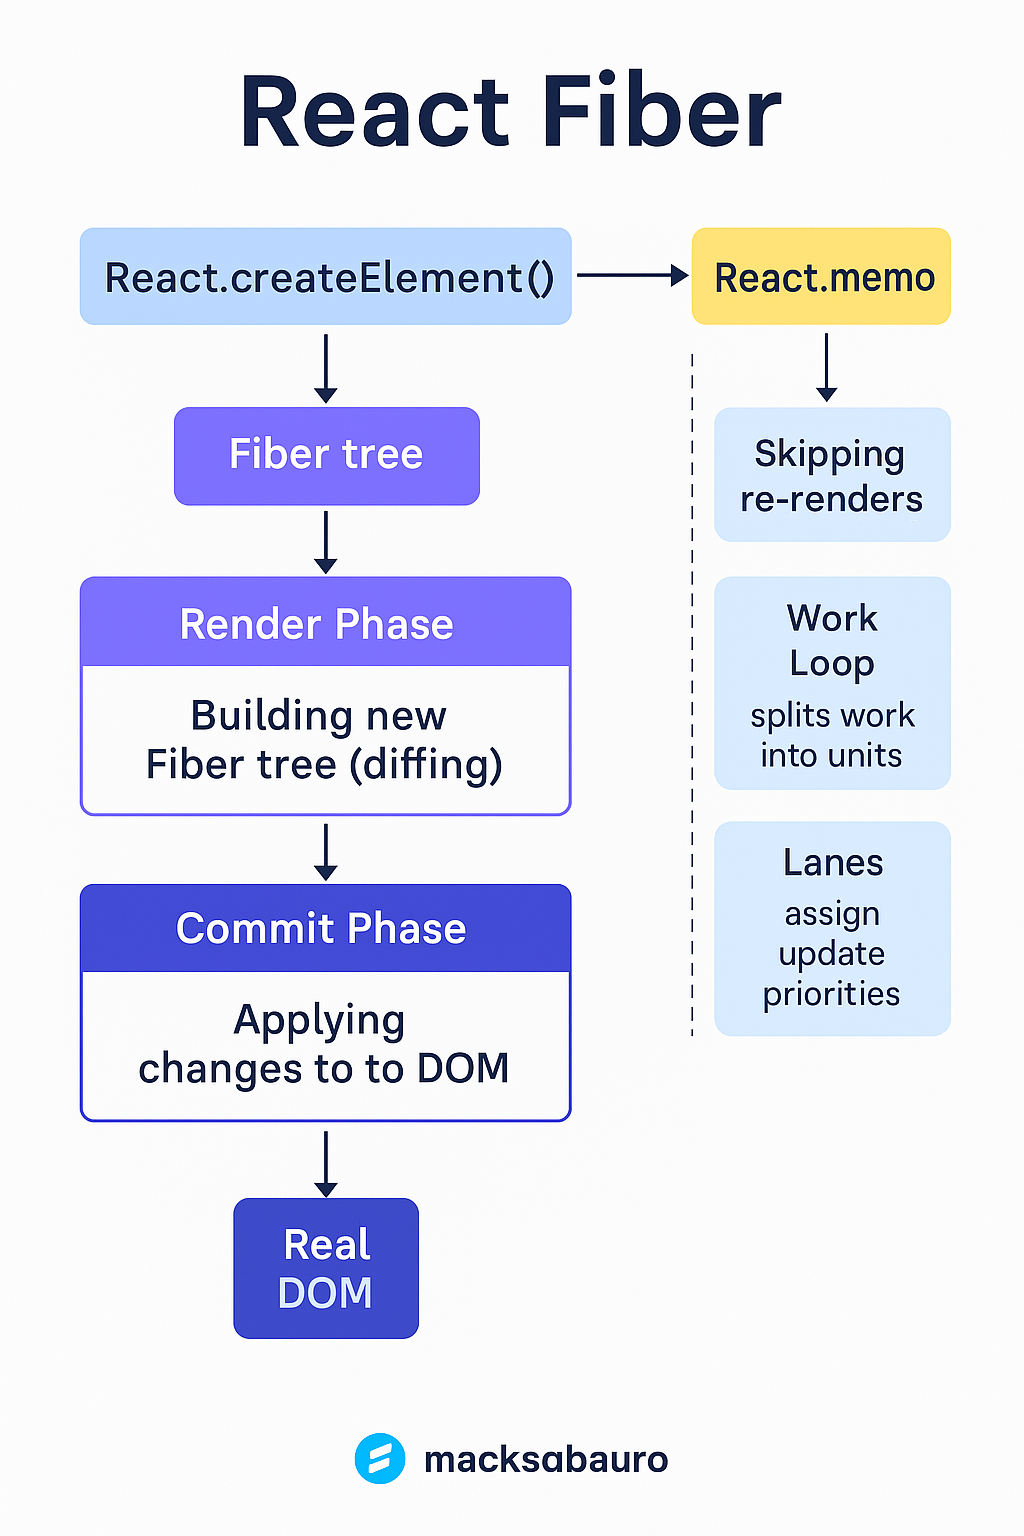 React Fiber
React.createElement()
React.memo
Fiber tree
Skipping
re-renders
Render Phase
Building new
Fiber tree (diffing)
Work
Loop
splits work
into units
Commit Phase
Applying
changes to to DOM
Lanes
assign
update
priorities
Real
DOM
macksabauro